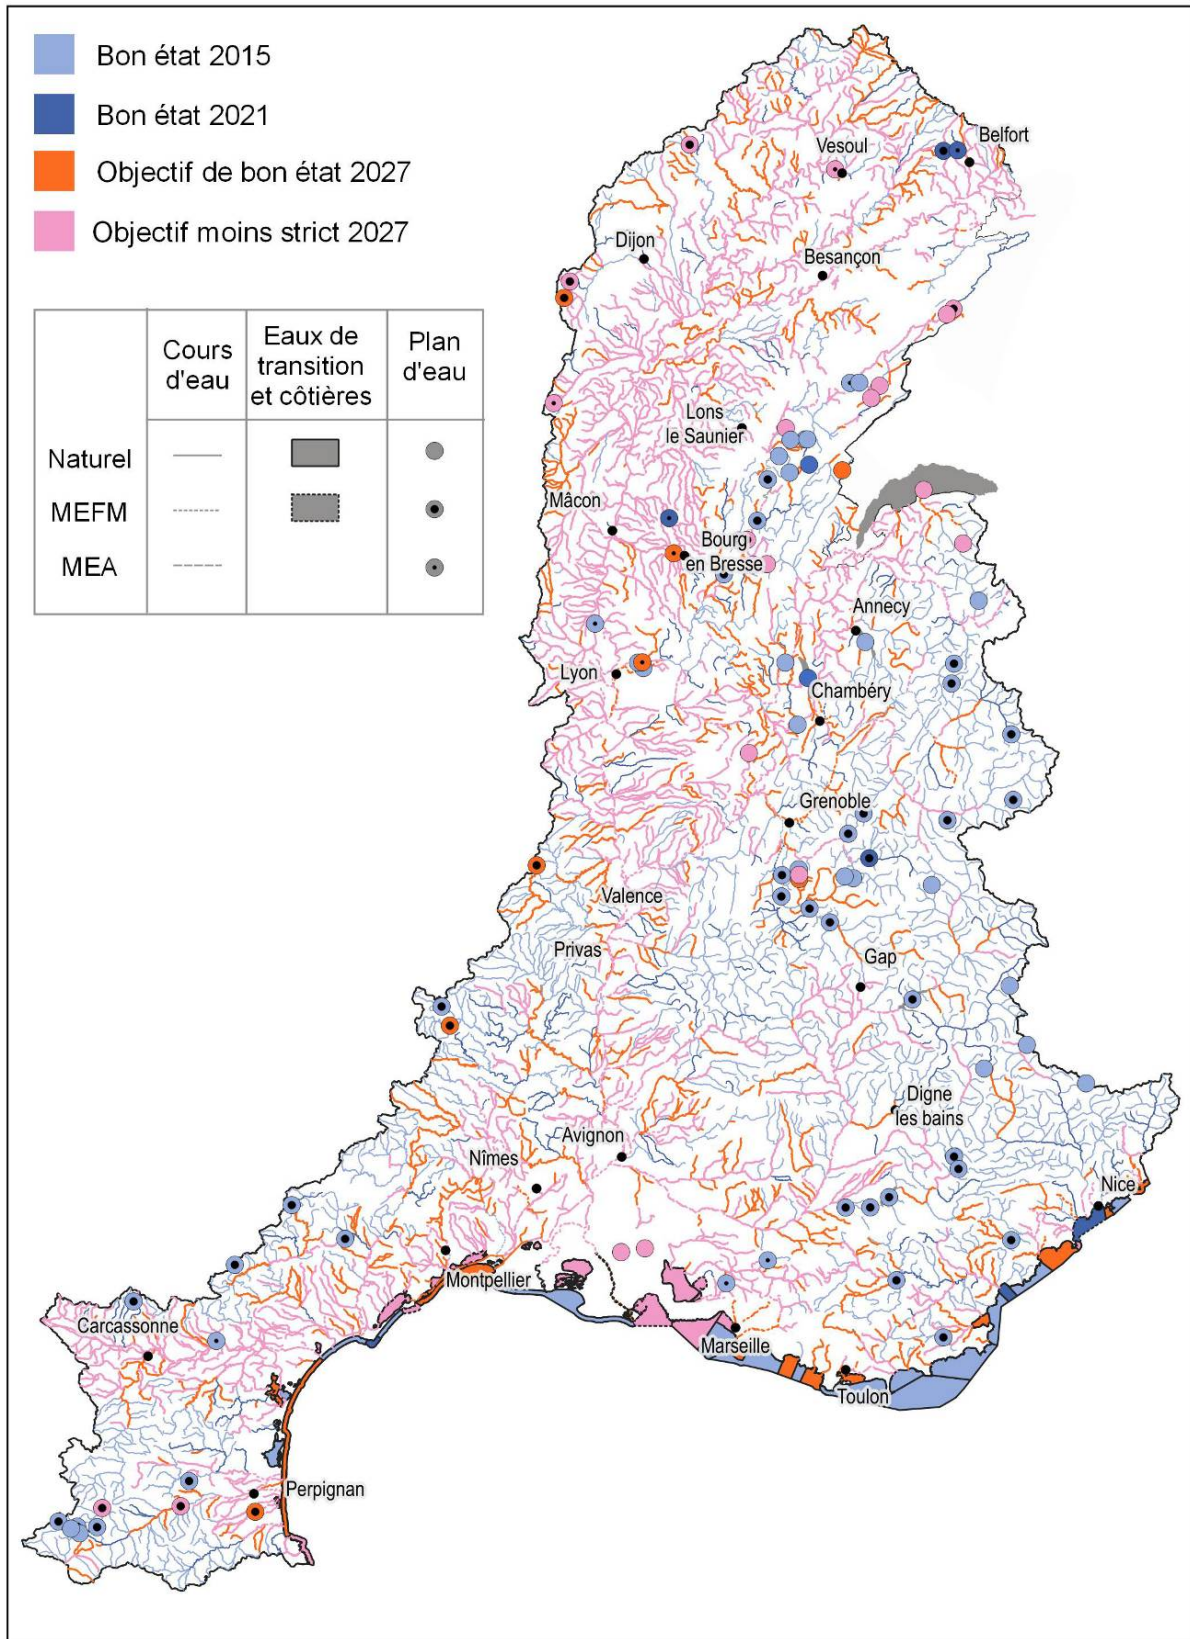 Bon état 2015
Bon état 2021
Objectif de bon état 2027
Objectif moins strict 2027
Cours
d'eau
Eaux de
transition
et côtières
Plan
d'eau
Naturel
MEFM
MEA
Belfort
Vesoul
Dijon
Besançon
Lons
le Saunier
Mâcon
Bourg
en Bresse
Annecy
Lyon
Chambéry
Grenoble
Valence
Privas
Gap
Digne
les bains
Avignon
Nîmes
Nice
Montpellier
Carcassonne
Marseille
Toulon
Perpignan